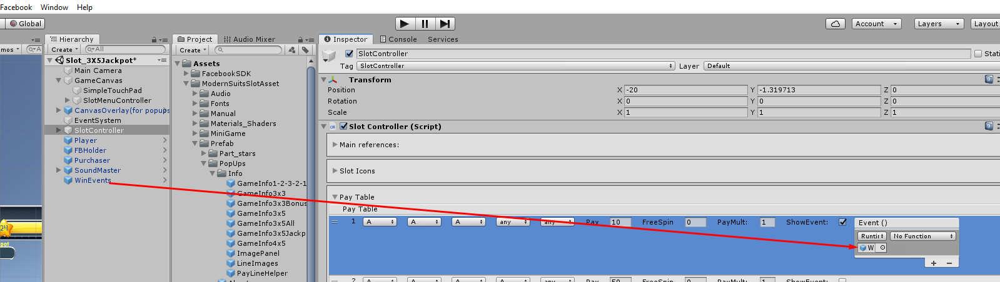 Facebook Window Help
Global
Account Layers Layout
Hierarchy
Project Audio Mixer
Inspector Console Services
mos
Create All
Create
SlotController
Tag SlotController Layer Default
Slot_3X5Jackpot*
Main Camera
GameCanvas
SimpleTouchPad
SlotMenuController
CanvasOverlay(for popups
EventSystem
SlotController
Player
FBHolder
Purchaser
SoundMaster
WinEvents
Assets
FacebookSDK
ModernSuitsSlotAsset
Audio
Fonts
Manual
Materials_Shaders
MiniGame
Prefab
Part_stars
PopUps
Info
GameInfo1-2-3-2-1
GameInfo3x3
GameInfo3x3Bonus
GameInfo3x5
GameInfo3x5All
GameInfo3x5Jackp
GameInfo4x5
ImagePanel
LineImages
PayLineHelper
Transform
Position X -20 Y -1.319713 Z 0
Rotation X 0 Y 0 Z 0
Scale X 1 Y 1 Z 1
Slot Controller (Script)
Main references:
Slot Icons
Pay Table
Pay Table
1 A A A any any Pay 10 FreeSpin 0 PayMult: 1 ShowEvent:
Event ()
Runtir No Function
W
+ −
2 A A A any any Pay 50 FreeSpin 0 PayMult: 1 ShowEvent:
24